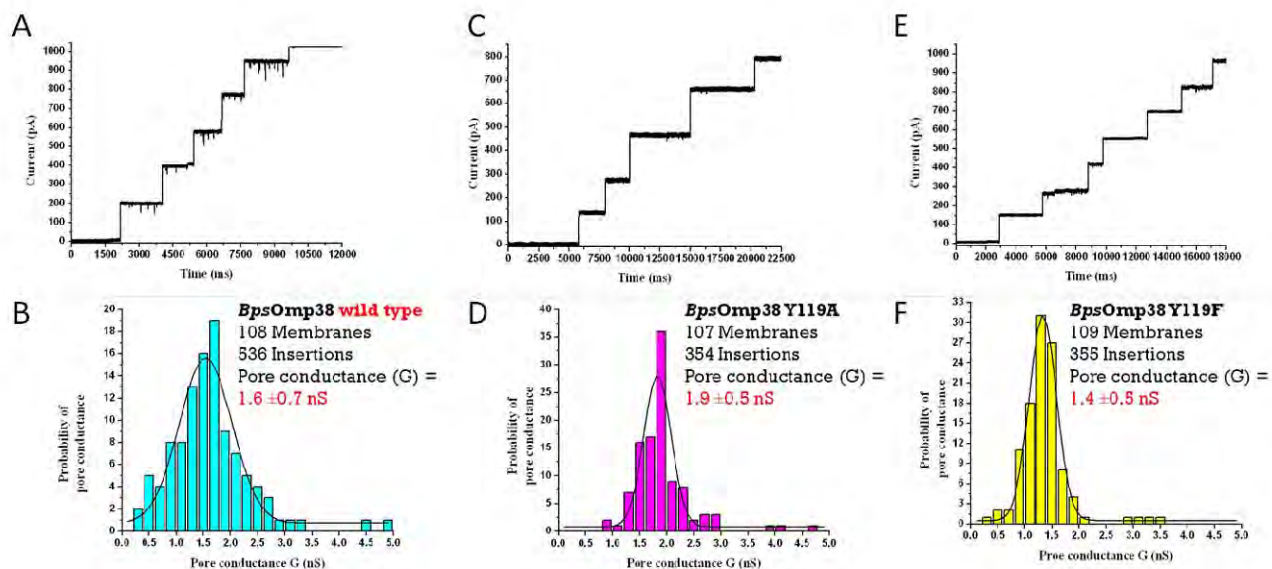 A
Current (pA)
1000
900
800
700
600
500
400
300
200
100
0
0 1500 3000 4500 6000 7500 9000 10500 12000
Time (ms)
C
Current (pA)
800
700
600
500
400
300
200
100
0
0 2500 5000 7500 10000 12500 15000 17500 20000 22500
Time (ms)
E
Current (pA)
1000
900
800
700
600
500
400
300
200
100
0
0 2000 4000 6000 8000 10000 12000 14000 16000 18000
Time (ms)
B
BpsOmp38 wild type
108 Membranes
536 Insertions
Pore conductance (G) =
1.6 ±0.7 nS
Probability of
pore conductance
20
18
16
14
12
10
8
6
4
2
0
0.0 0.5 1.0 1.5 2.0 2.5 3.0 3.5 4.0 4.5 5.0
Pore conductance G (nS)
D
BpsOmp38 Y119A
107 Membranes
354 Insertions
Pore conductance (G) =
1.9 ±0.5 nS
Probability of
pore conductance
40
35
30
25
20
15
10
5
0
0.0 0.5 1.0 1.5 2.0 2.5 3.0 3.5 4.0 4.5 5.0
Pore conductance G (nS)
F
BpsOmp38 Y119F
109 Membranes
355 Insertions
Pore conductance (G) =
1.4 ±0.5 nS
Probability of
pore conductance
33
30
27
24
21
18
15
12
9
6
3
0
0.0 0.5 1.0 1.5 2.0 2.5 3.0 3.5 4.0 4.5 5.0
Proe conductance G (nS)